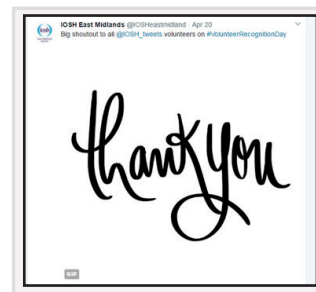 IOSH East Midlands @IOSHeastmidland · Apr 20
Big shoutout to all @IOSH_tweets volunteers on #VolunteerRecognitionDay
thank you
GIF